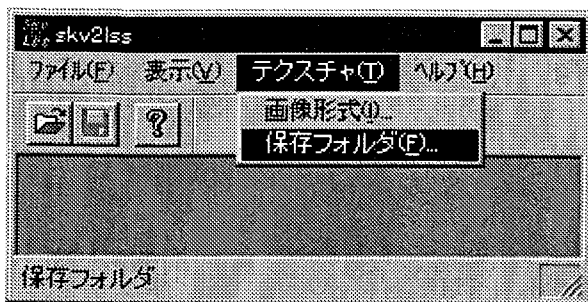 skv2lss
ﾌｧｲﾙ(F) 表示(V) テクスチャ(T) ﾍﾙﾌﾟ(H)
画像形式(I)...
保存フォルダ(F)...
保存フォルダ